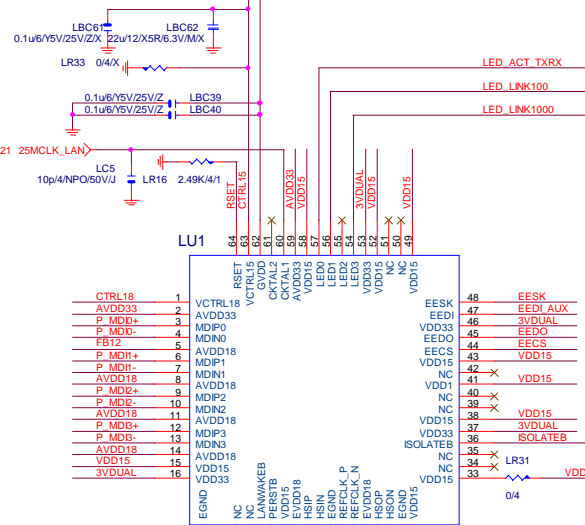 LBC61
LBC62
0.1u/6/Y5V/25V/Z/X
22u/12/X5R/6.3V/M/X
LR33
0/4/X
LED_ACT_TXRX
LED_LINK100
0.1u/6/Y5V/25V/Z
LBC39
0.1u/6/Y5V/25V/Z
LBC40
LED_LINK1000
21 25MCLK_LAN
LC5
10p/4/NPO/50V/J
LR16
2.49K/4/1
RSET
CTRL15
AVDD33
VDD15
3VDUAL
VDD15
VDD15
LU1
64
63
62
61
60
59
58
57
56
55
54
53
52
51
50
49
RSET
VCTRL15
GVDD
CKTAL2
CKTAL1
AVDD33
VDD15
LED0
LED1
LED2
LED3
VDD33
VDD15
NC
NC
VDD15
CTRL18 1 VCTRL18
AVDD33 2 AVDD33
P_MDI0+ 3 MDIP0
P_MDI0- 4 MDIN0
FB12 5 AVDD18
P_MDI1+ 6 MDIP1
P_MDI1- 7 MDIN1
AVDD18 8 AVDD18
P_MDI2+ 9 MDIP2
P_MDI2- 10 MDIN2
AVDD18 11 AVDD18
P_MDI3+ 12 MDIP3
P_MDI3- 13 MDIN3
AVDD18 14 AVDD18
VDD15 15 VDD15
3VDUAL 16 VDD33
EESK 48 EESK
EEDI 47 EEDI_AUX
VDD33 46 3VDUAL
EEDO 45 EEDO
EECS 44 EECS
VDD15 43 VDD15
NC 42
VDD1 41 VDD15
NC 40
NC 39
VDD15 38 VDD15
VDD33 37 3VDUAL
ISOLATEB 36 ISOLATEB
NC 35
NC 34
VDD15 33
LR31
VDD
0/4
EGND
NC
NC
LANWAKEB
PERSTB
VDD15
EVDD18
HSIP
HSIN
EGND
REFCLK_P
REFCLK_N
EVDD18
HSOP
HSON
EGND
VDD15